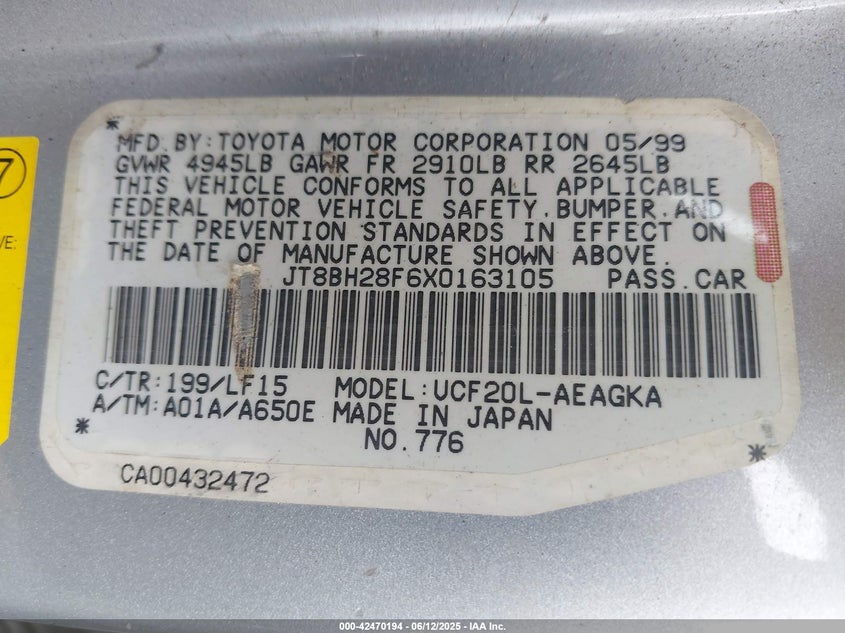 7
VE:
MFD. BY: TOYOTA MOTOR CORPORATION 05/99
GVWR 4945LB GAWR FR 2910LB RR 2645LB
THIS VEHICLE CONFORMS TO ALL APPLICABLE
FEDERAL MOTOR VEHICLE SAFETY, BUMPER, AND
THEFT PREVENTION STANDARDS IN EFFECT ON
THE DATE OF MANUFACTURE SHOWN ABOVE.
JT8BH28F6X0163105 PASS. CAR
C/TR: 199/LF15 MODEL: UCF20L-AEAGKA
A/TM: A01A/A650E MADE IN JAPAN
NO. 776
CA00432472
000-42470194 - 06/12/2025 - IAA Inc.